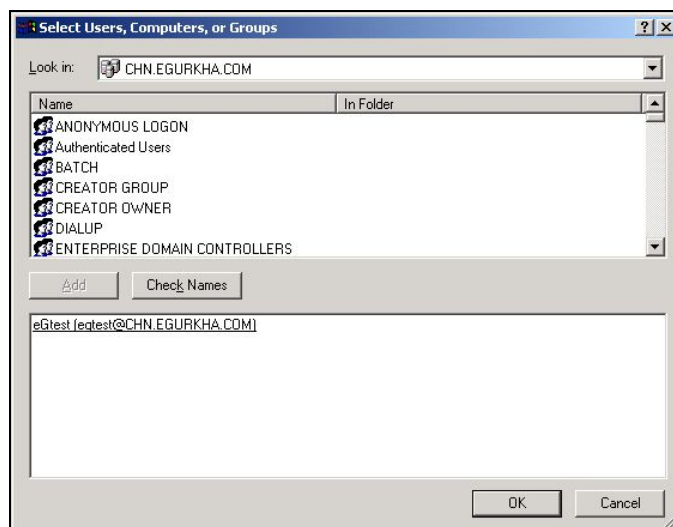 Select Users, Computers, or Groups
Look in: CHN.EGURKHA.COM
Name In Folder
ANONYMOUS LOGON
Authenticated Users
BATCH
CREATOR GROUP
CREATOR OWNER
DIALUP
ENTERPRISE DOMAIN CONTROLLERS
Add Check Names
eGtest (eqtest@CHN.EGURKHA.COM)
OK Cancel